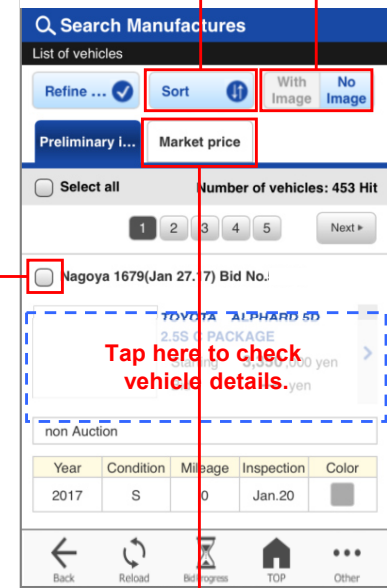 Search Manufactures
List of vehicles
Refine ...
Sort
With Image
No Image
Preliminary i...
Market price
Select all
Number of vehicles: 453 Hit
1 2 3 4 5 Next
Nagoya 1679(Jan 27.17) Bid No.
TOYOTA ALPHARD 5D
2.5S C PACKAGE
Tap here to check
vehicle details.
yen
yen
non Auction
Year Condition Mileage Inspection Color
2017 S 0 Jan.20
Back Reload Bid Progress TOP Other